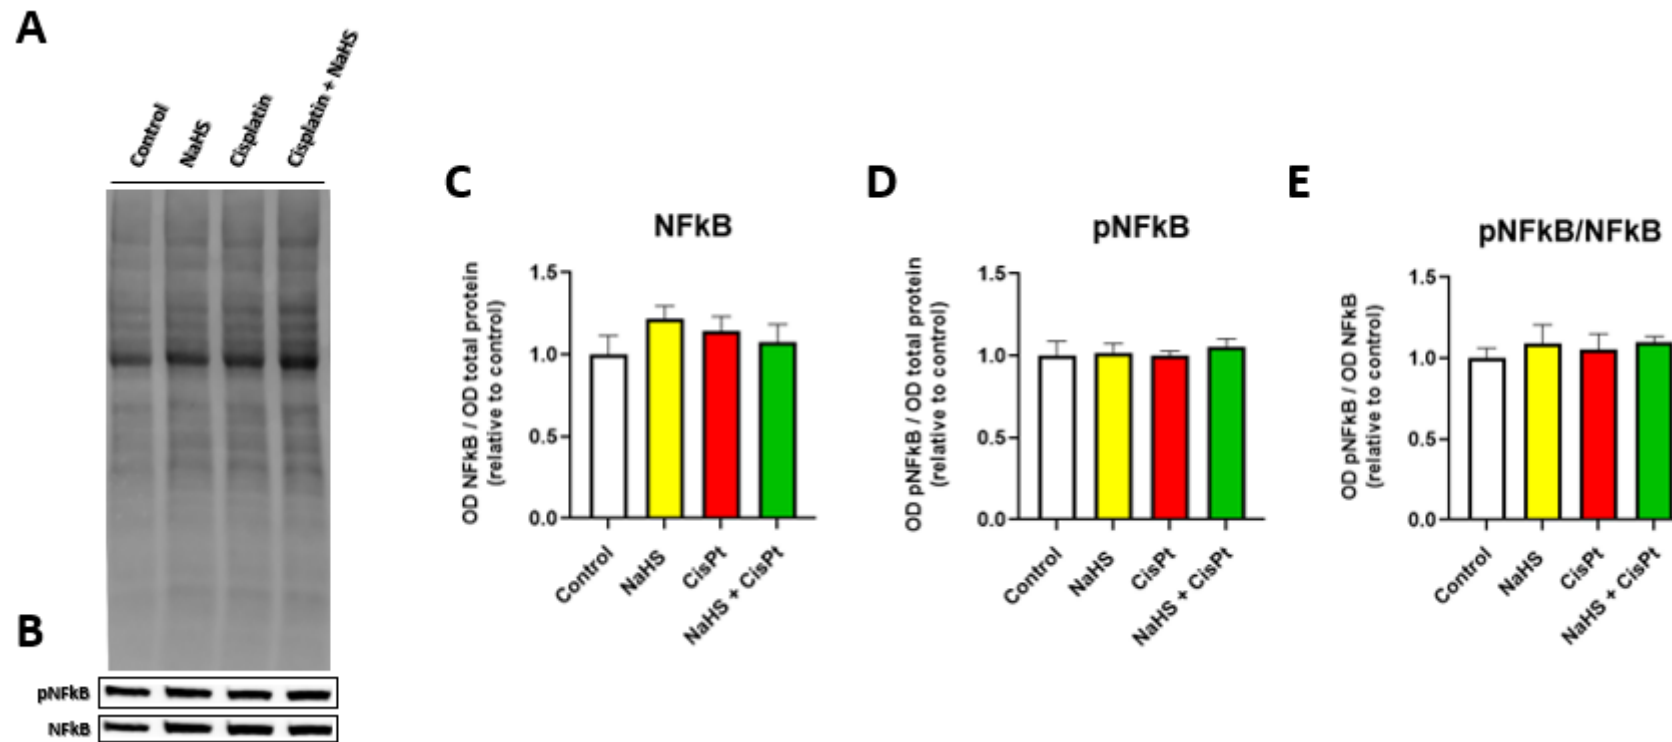 A
Control
NaHS
Cisplatin
Cisplatin + NaHS
B
pNFkB
NFkB
C
NFkB
OD NFkB / OD total protein
(relative to control)
1.5
1.0
0.5
0.0
Control
NaHS
CisPt
NaHS + CisPt
D
pNFkB
OD pNFkB / OD total protein
(relative to control)
1.5
1.0
0.5
0.0
Control
NaHS
CisPt
NaHS + CisPt
E
pNFkB/NFkB
OD pNFkB / OD NFkB
(relative to control)
1.5
1.0
0.5
0.0
Control
NaHS
CisPt
NaHS + CisPt